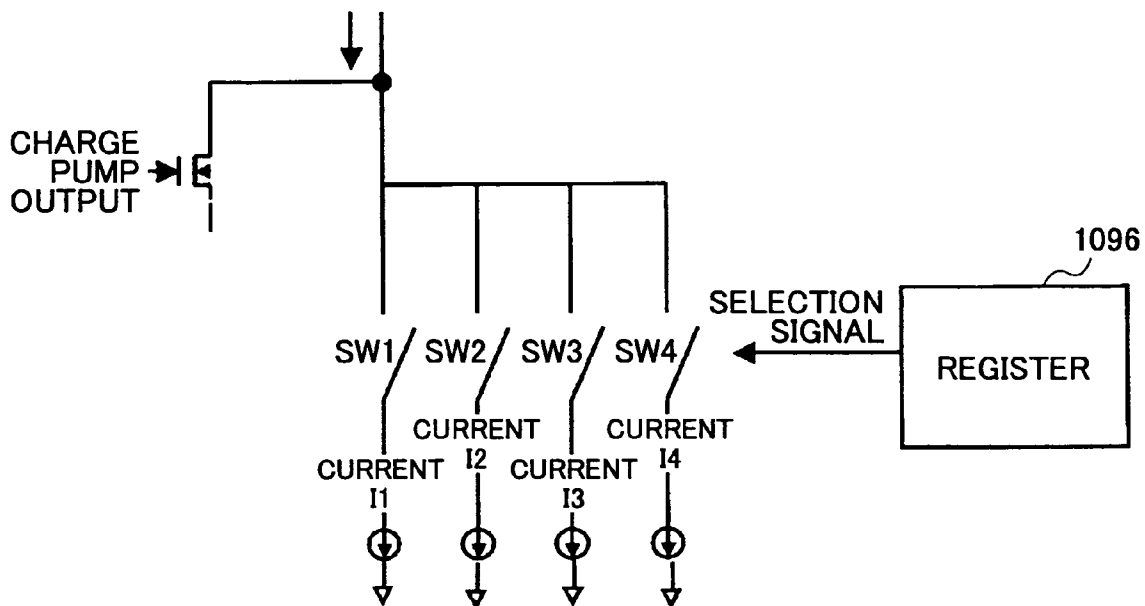 CHARGE
PUMP
OUTPUT
1096
SELECTION
SIGNAL
REGISTER
SW1
SW2
SW3
SW4
CURRENT
I1
CURRENT
I2
CURRENT
I3
CURRENT
I4